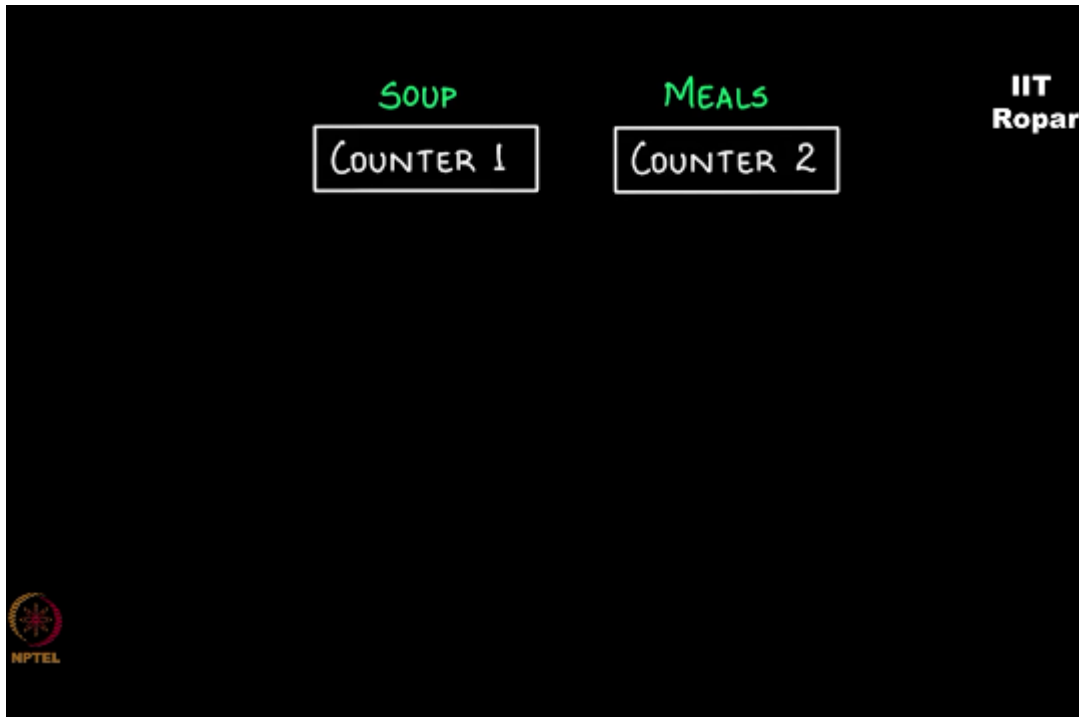 SOUP MEALS
COUNTER 1 COUNTER 2
IIT
Ropar
NPTEL